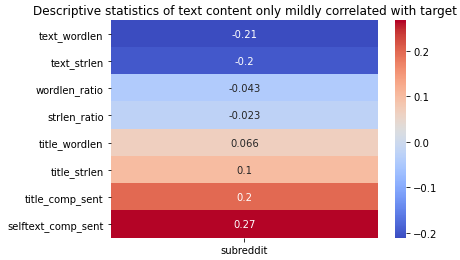 Descriptive statistics of text content only mildly correlated with target
text_wordlen -0.21
text_strlen -0.2
wordlen_ratio -0.043
strlen_ratio -0.023
title_wordlen 0.066
title_strlen 0.1
title_comp_sent 0.2
selftext_comp_sent 0.27
subreddit
0.2
0.1
0.0
−0.1
−0.2